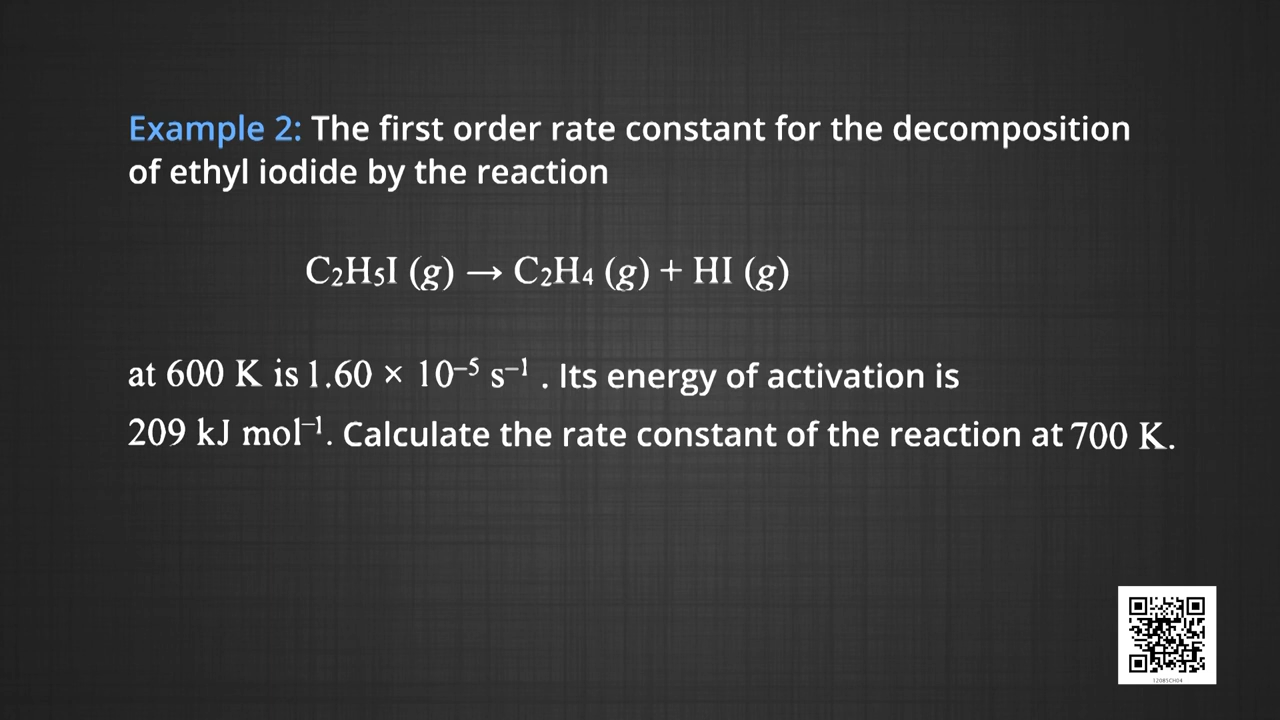 Example 2: The first order rate constant for the decomposition
of ethyl iodide by the reaction
C₂H₅I (g) → C₂H₄ (g) + HI (g)
at 600 K is 1.60 × 10⁻⁵ s⁻¹ . Its energy of activation is
209 kJ mol⁻¹. Calculate the rate constant of the reaction at 700 K.
12085CH04